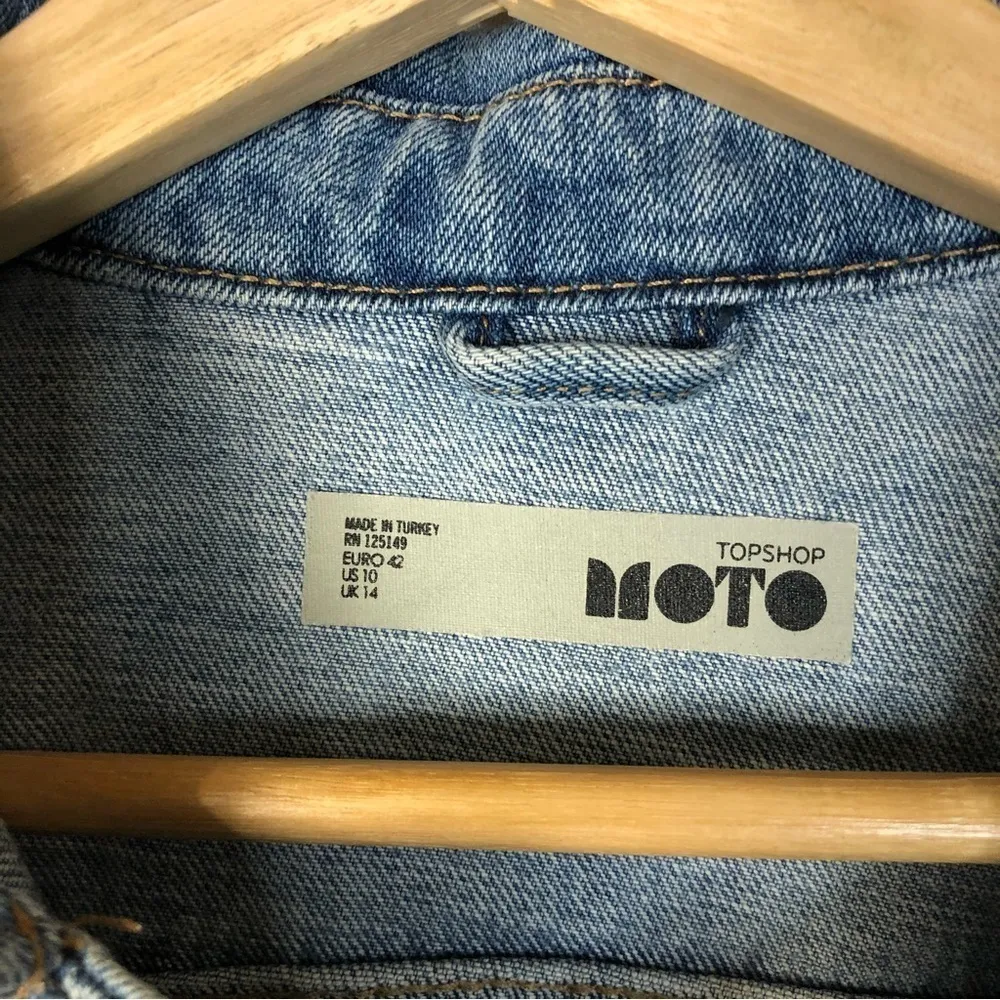 MADE IN TURKEY
RN 125149
EURO 42
US 10
UK 14
TOPSHOP
MOTO